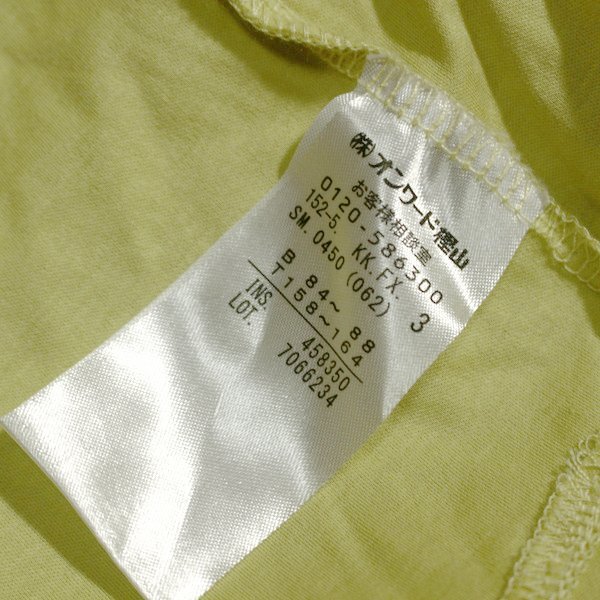 ㈱オンワード樫山
お客様相談室
0120-586300
152-5. KK.FX. 3
SM. 0450 (062)
B 84~ 88
T 158~164
INS. 458350
LOT. 7066234